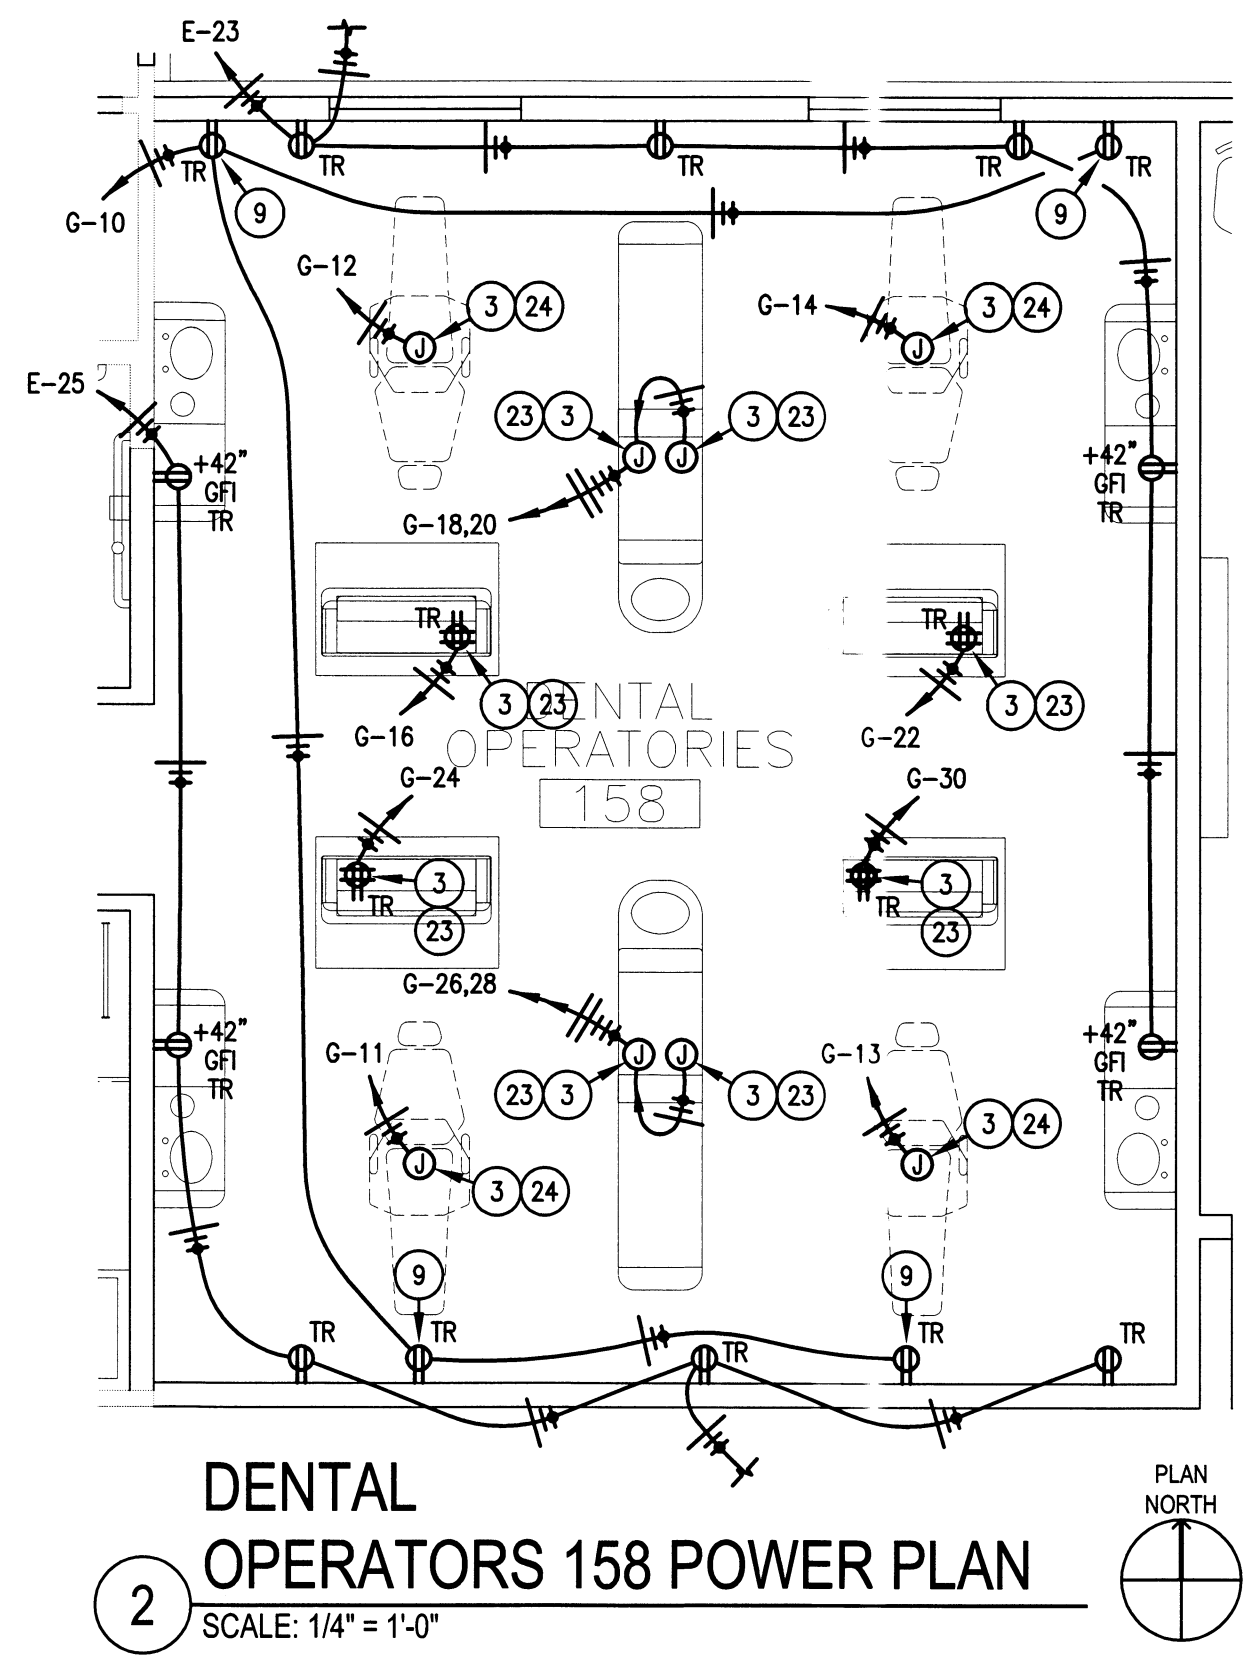 E-23
TR
TR
TR
TR
TR
G-10
9
9
G-12
3 24
G-14
3 24
E-25
23 3
3 23
+42"
GFI
TR
+42"
GFI
TR
G-18,20
TR
TR
3 23
3 23
G-16
G-22
DENTAL
OPERATORIES
158
G-24
G-30
3
TR
23
3
TR
23
G-26,28
+42"
GFI
TR
+42"
GFI
TR
G-11
G-13
23 3
3 23
J
J
J
J
J
J
J
J
3 24
3 24
9
9
TR
TR
TR
TR
TR
DENTAL
OPERATORS 158 POWER PLAN
2
SCALE: 1/4" = 1'-0"
PLAN
NORTH